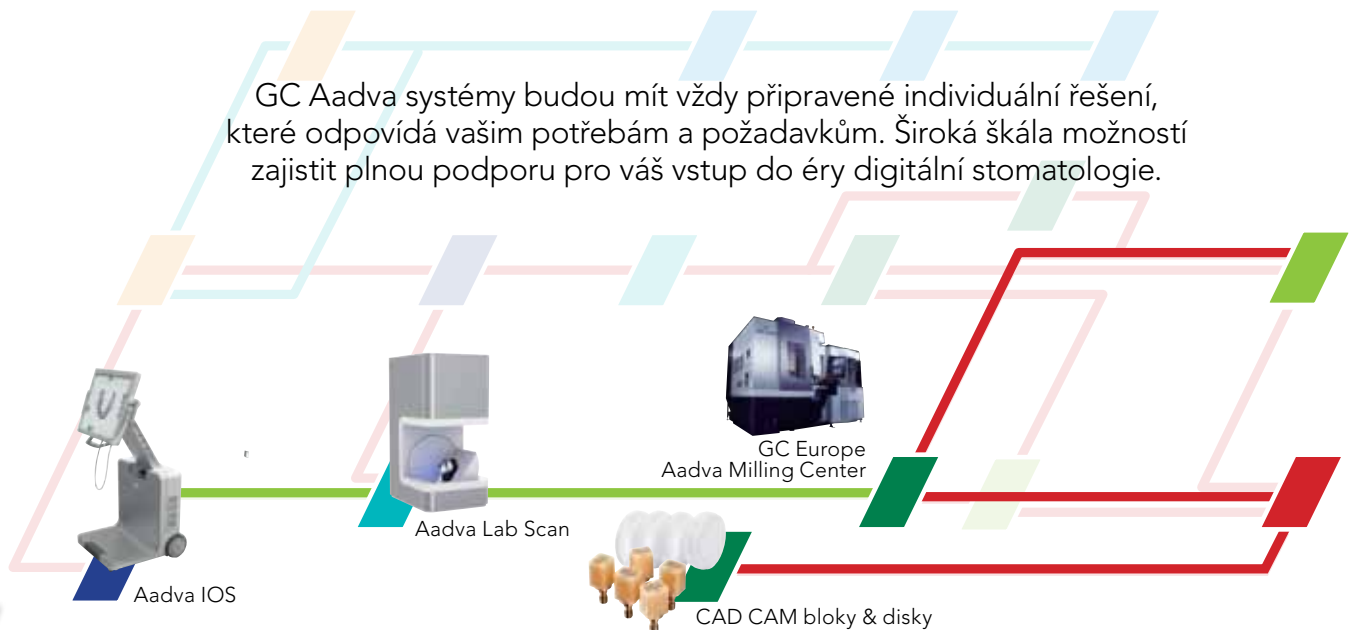 GC Aadva systémy budou mít vždy připravené individuální řešení,
které odpovídá vašim potřebám a požadavkům. Široká škála možností
zajistit plnou podporu pro váš vstup do éry digitální stomatologie.
GC Europe
Aadva Milling Center
Aadva Lab Scan
Aadva IOS
CAD CAM bloky & disky